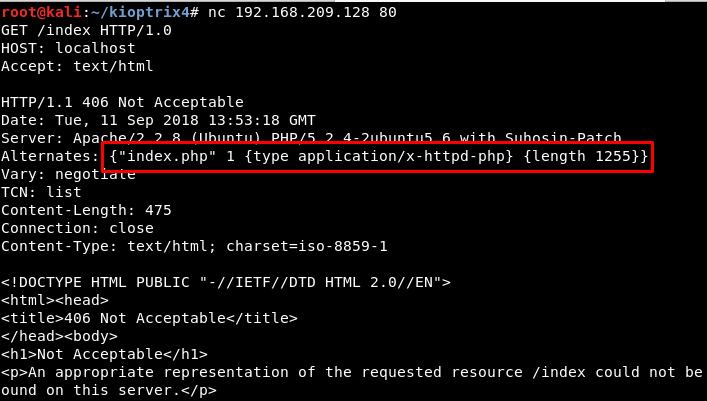 root@kali:~/kioptrix4# nc 192.168.209.128 80
GET /index HTTP/1.0
HOST: localhost
Accept: text/html

HTTP/1.1 406 Not Acceptable
Date: Tue, 11 Sep 2018 13:53:18 GMT
Server: Apache/2.2.8 (Ubuntu) PHP/5.2.4-2ubuntu5.6 with Suhosin-Patch
Alternates: {"index.php" 1 {type application/x-httpd-php} {length 1255}}
Vary: negotiate
TCN: list
Content-Length: 475
Connection: close
Content-Type: text/html; charset=iso-8859-1

<!DOCTYPE HTML PUBLIC "-//IETF//DTD HTML 2.0//EN">
<html><head>
<title>406 Not Acceptable</title>
</head><body>
<h1>Not Acceptable</h1>
<p>An appropriate representation of the requested resource /index could not be
ound on this server.</p>